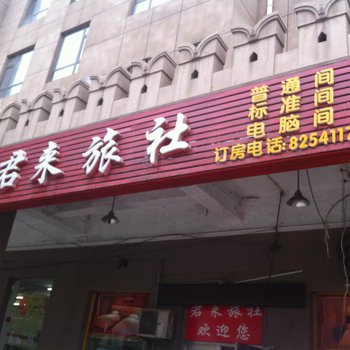 君来旅社
普通间
标准间
电脑间
订房电话:8254117
君来旅社
欢迎您